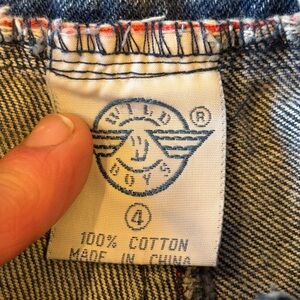 WILD
W
BOYS
®
4
100% COTTON
MADE IN CHINA